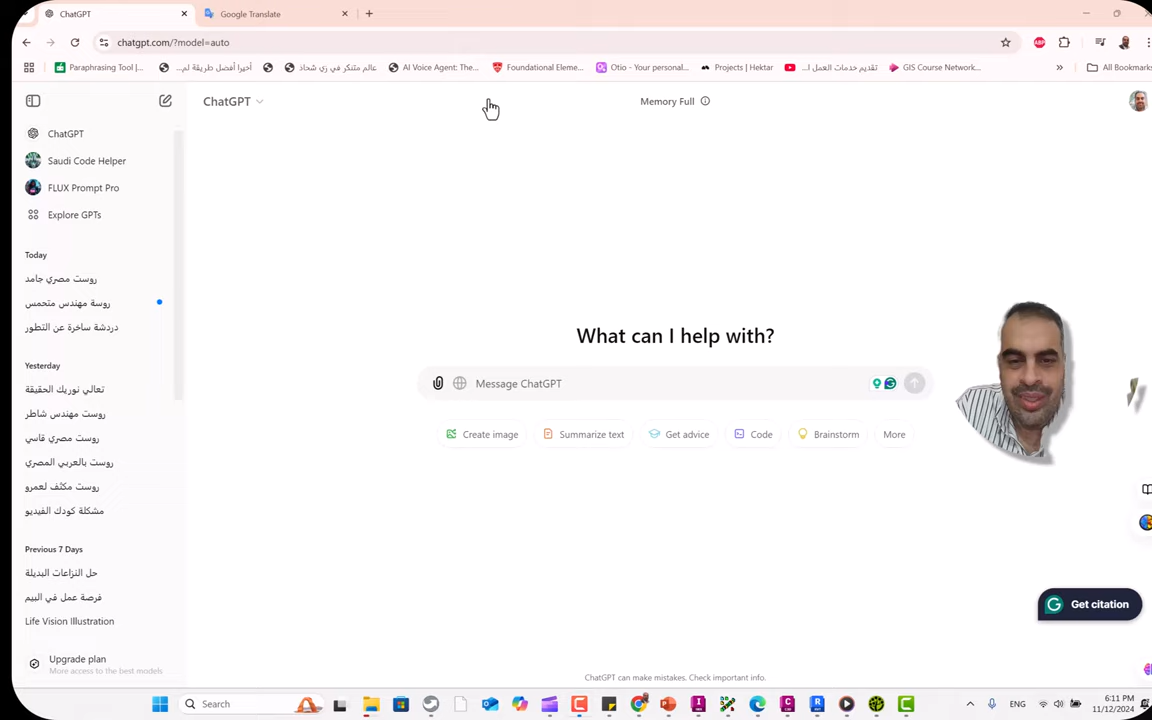 ChatGPT
Google Translate
chatgpt.com/?model=auto
Paraphrasing Tool |...
أخيرا أفضل طريقة لم...
عالم متنكر في زي شحاذ
AI Voice Agent: The...
Foundational Eleme...
Otio - Your personal...
Projects | Hektar
تقديم خدمات العمل ا...
GIS Course Network...
»
All Bookmarks
ChatGPT
Memory Full
ChatGPT
Saudi Code Helper
FLUX Prompt Pro
Explore GPTs
Today
روست مصري جامد
روسة مهندس متحمس
دردشة ساخرة عن التطور
Yesterday
تعالي نوريك الحقيقة
روست مهندس شاطر
روست مصري قاسي
روست بالعربي المصري
روست مكثف لعمرو
مشكلة كودك الفيديو
Previous 7 Days
حل النزاعات البديلة
فرصة عمل في البيم
Life Vision Illustration
Upgrade plan
More access to the best models
What can I help with?
Message ChatGPT
Create image
Summarize text
Get advice
Code
Brainstorm
More
Get citation
ChatGPT can make mistakes. Check important info.
Search
ENG
6:11 PM
11/12/2024